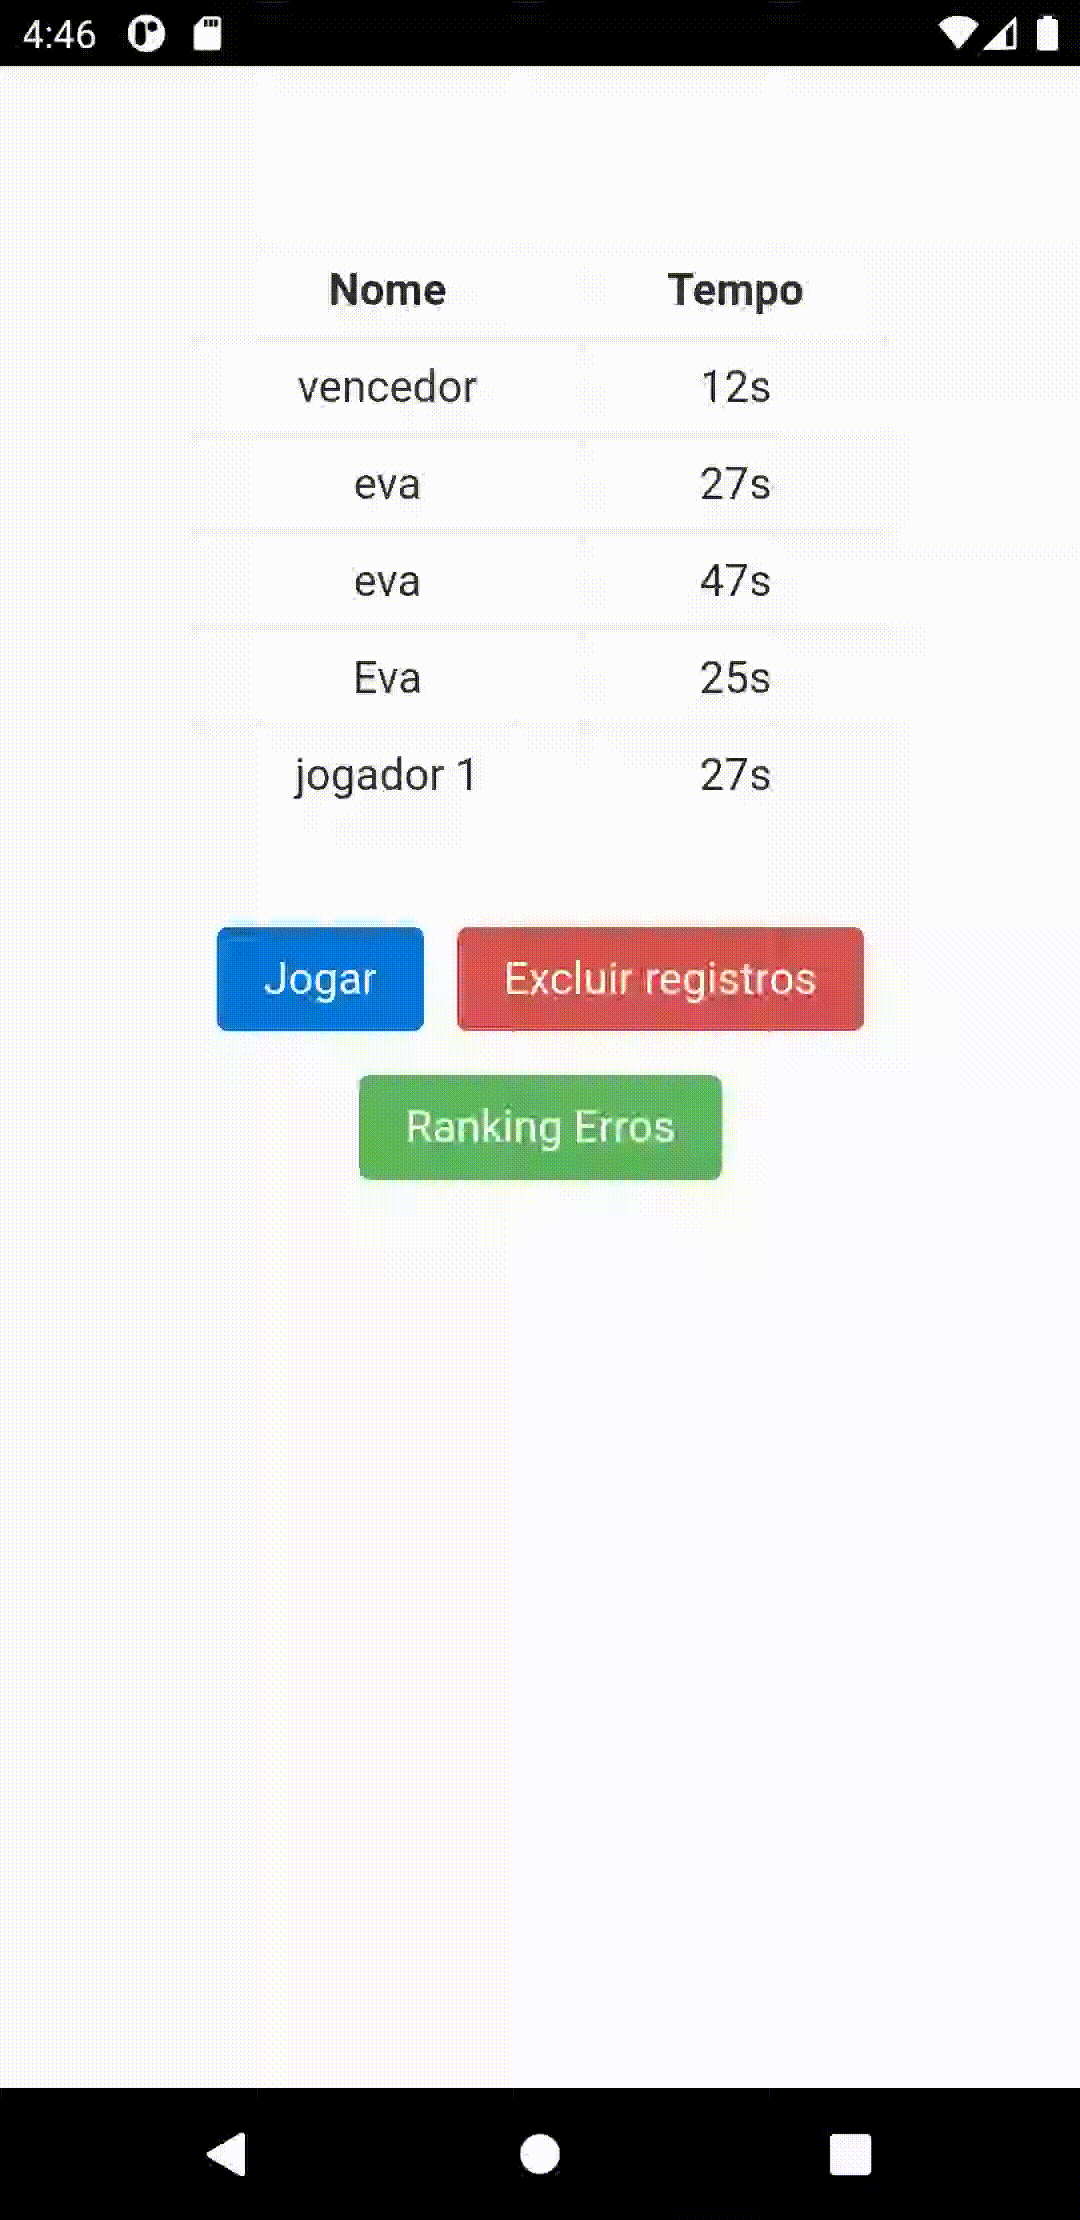 4:46
Nome Tempo
vencedor 12s
eva 27s
eva 47s
Eva 25s
jogador 1 27s
Jogar Excluir registros
Ranking Erros